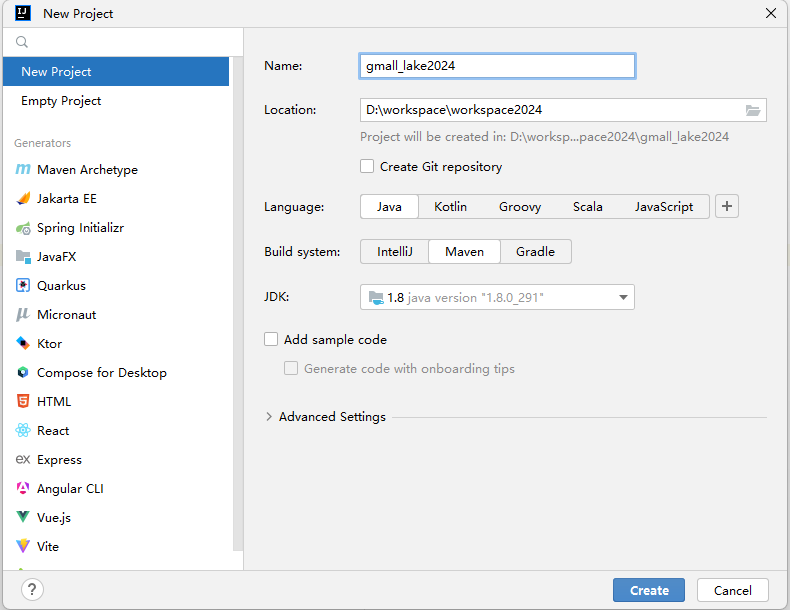 New Project
New Project
Empty Project
Generators
Maven Archetype
Jakarta EE
Spring Initializr
JavaFX
Quarkus
Micronaut
Ktor
Compose for Desktop
HTML
React
ex Express
Angular CLI
Vue.js
Vite
Name: gmall_lake2024
Location: D:\workspace\workspace2024
Project will be created in: D:\worksp...pace2024\gmall_lake2024
Create Git repository
Language: Java Kotlin Groovy Scala JavaScript +
Build system: IntelliJ Maven Gradle
JDK: 1.8 java version "1.8.0_291"
Add sample code
Generate code with onboarding tips
Advanced Settings
? Create Cancel